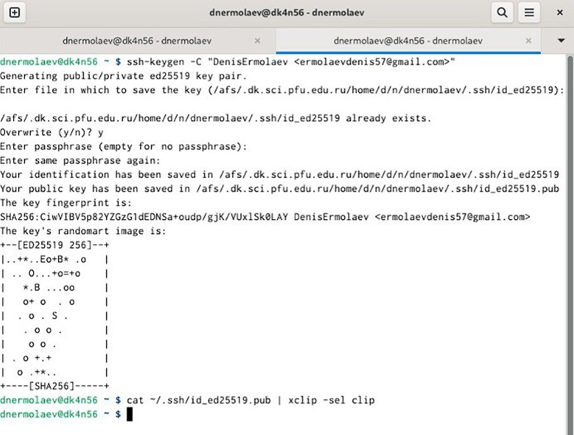 dnermolaev@dk4n56 - dnermolaev
dnermolaev@dk4n56 - dnermolaev
dnermolaev@dk4n56 - dnermolaev
dnermolaev@dk4n56 ~ $ ssh-keygen -C "DenisErmolaev <ermolaevdenis57@gmail.com>"
Generating public/private ed25519 key pair.
Enter file in which to save the key (/afs/.dk.sci.pfu.edu.ru/home/d/n/dnermolaev/.ssh/id_ed25519):
/afs/.dk.sci.pfu.edu.ru/home/d/n/dnermolaev/.ssh/id_ed25519 already exists.
Overwrite (y/n)? y
Enter passphrase (empty for no passphrase):
Enter same passphrase again:
Your identification has been saved in /afs/.dk.sci.pfu.edu.ru/home/d/n/dnermolaev/.ssh/id_ed25519
Your public key has been saved in /afs/.dk.sci.pfu.edu.ru/home/d/n/dnermolaev/.ssh/id_ed25519.pub
The key fingerprint is:
SHA256:CiwVIBV5p82YZGzG1dEDNSa+oudp/gjK/VUxlSk0LAY DenisErmolaev <ermolaevdenis57@gmail.com>
The key's randomart image is:
+--[ED25519 256]--+
|..+*..Eo+B* .o   |
| .. O...+o=+o    |
|   *.B ...oo     |
|   o+ o  . o     |
|  . o . S .      |
|   . o o .       |
|    o o .        |
| . o +.+         |
|  o .+*..        |
+----[SHA256]-----+
dnermolaev@dk4n56 ~ $ cat ~/.ssh/id_ed25519.pub | xclip -sel clip
dnermolaev@dk4n56 ~ $